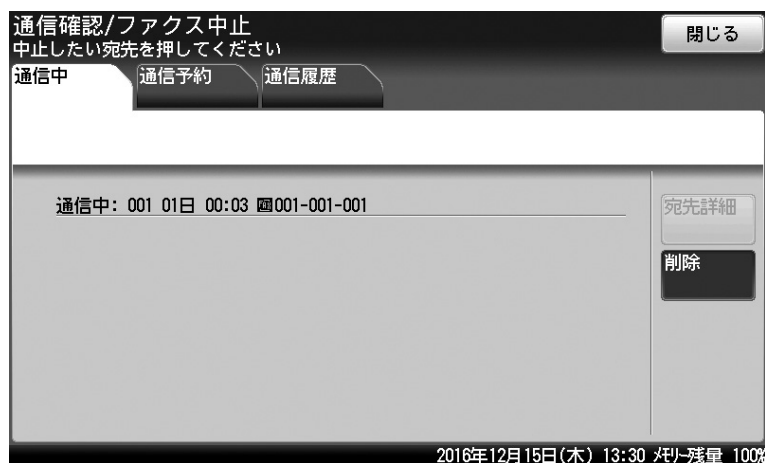 通信確認/ファクス中止
中止したい宛先を押してください
閉じる
通信中 通信予約 通信履歴
通信中: 001 01日 00:03 001-001-001
宛先詳細
削除
2016年12月15日(木) 13:30 ﾒﾓﾘｰ残量 100%